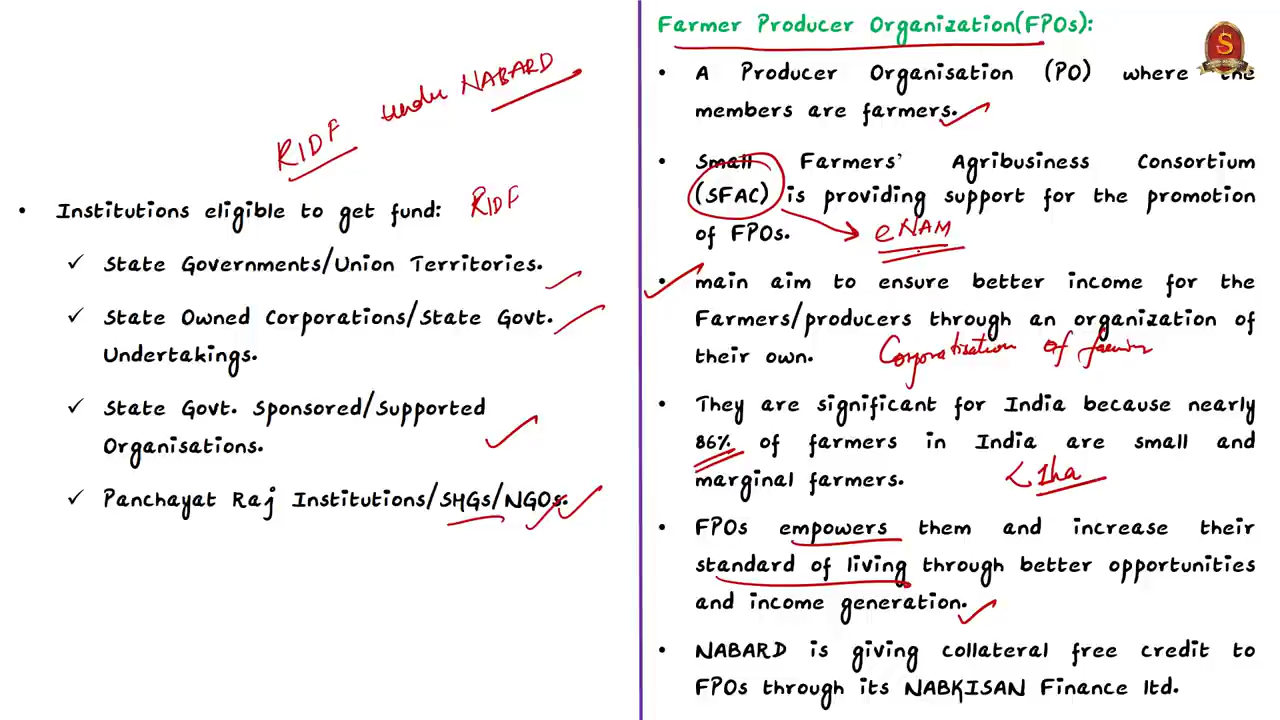 RIDF under NABARD
• Institutions eligible to get fund: RIDF
✓ State Governments/Union Territories.
✓ State Owned Corporations/State Govt.
Undertakings.
✓ State Govt. Sponsored/Supported
Organisations.
✓ Panchayat Raj Institutions/SHGs/NGOs.
Farmer Producer Organization(FPOs):
S
• A Producer Organisation (PO) where the
members are farmers.
• Small Farmers' Agribusiness Consortium
(SFAC) is providing support for the promotion
of FPOs. eNAM
• main aim to ensure better income for the
Farmers/producers through an organization of
their own. Corporatisation of
• They are significant for India because nearly
86% of farmers in India are small and
marginal farmers. < 1ha
• FPOs empowers them and increase their
standard of living through better opportunities
and income generation.
• NABARD is giving collateral free credit to
FPOs through its NABKISAN Finance ltd.